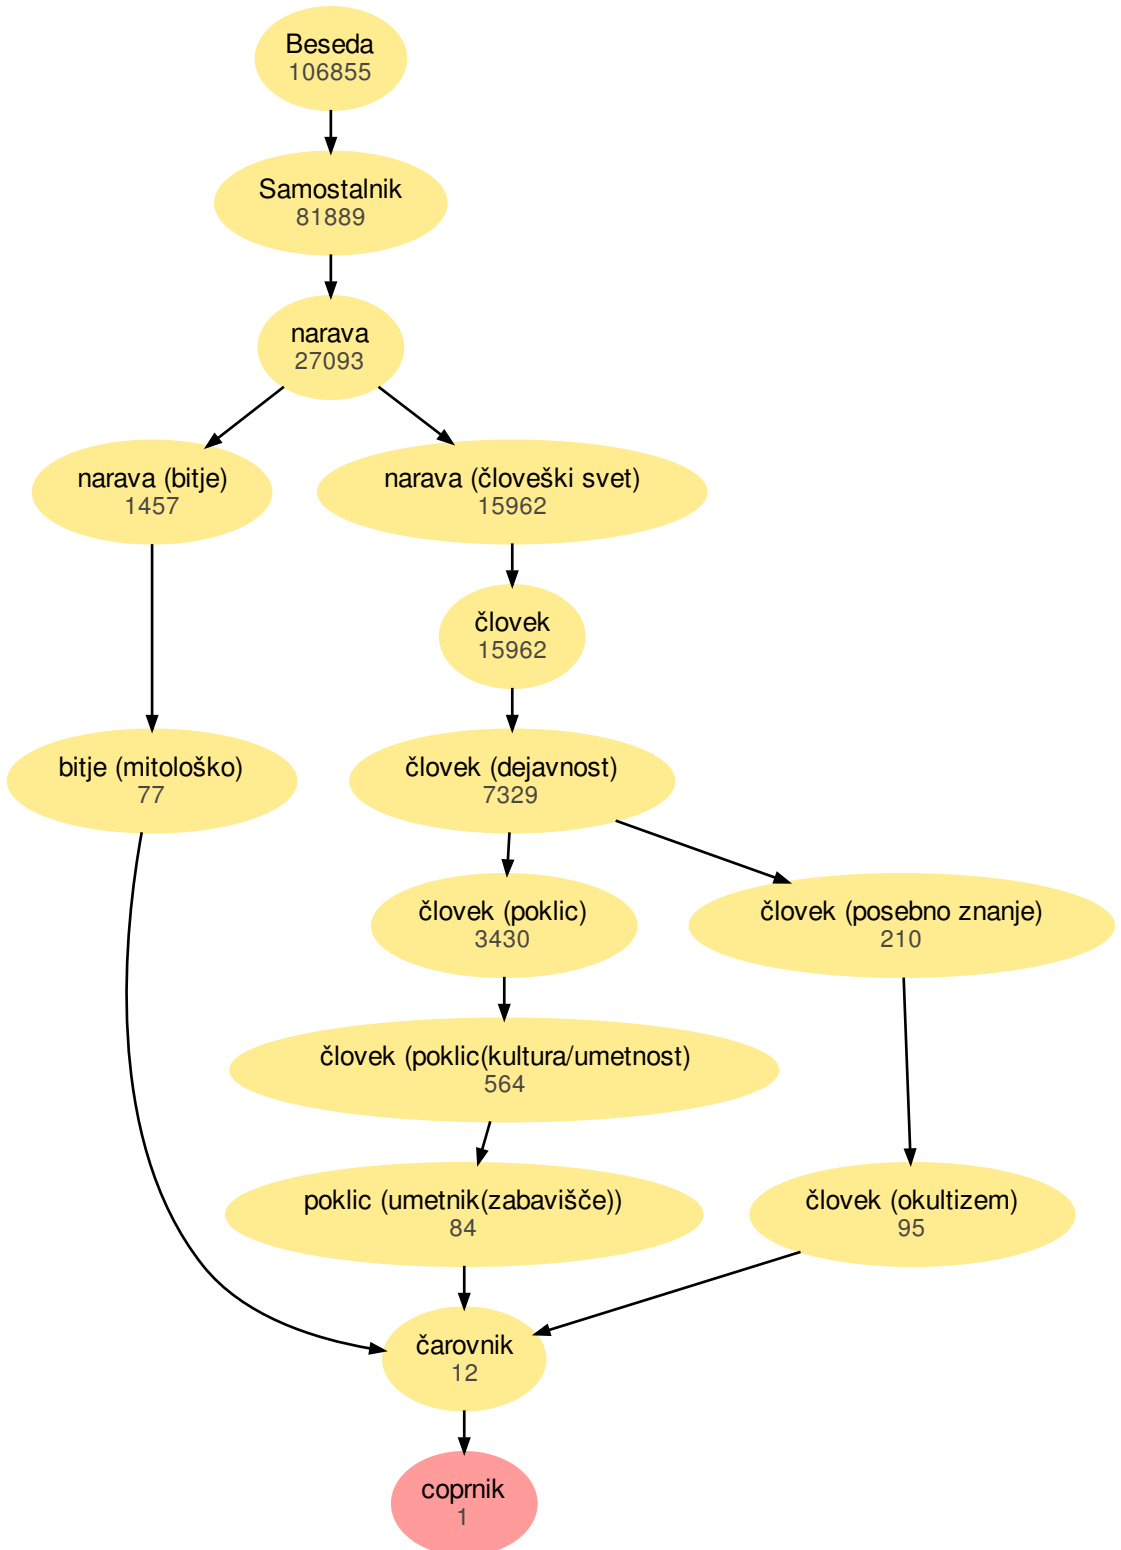 Beseda
106855
Samostalnik
81889
narava
27093
narava (bitje)
1457
narava (človeški svet)
15962
človek
15962
bitje (mitološko)
77
človek (dejavnost)
7329
človek (poklic)
3430
človek (posebno znanje)
210
človek (poklic(kultura/umetnost)
564
poklic (umetnik(zabavišče))
84
človek (okultizem)
95
čarovnik
12
coprnik
1